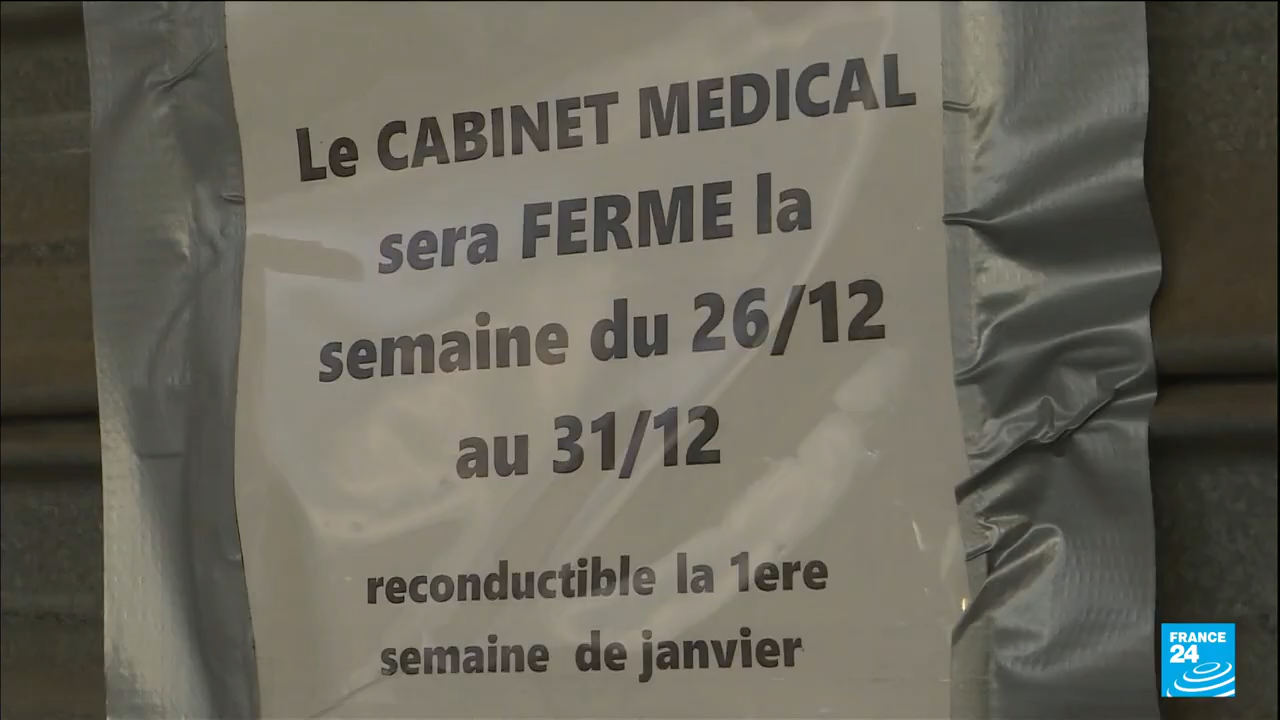 Le CABINET MEDICAL
sera FERME la
semaine du 26/12
au 31/12
reconductible la 1ere
semaine de janvier
FRANCE
24